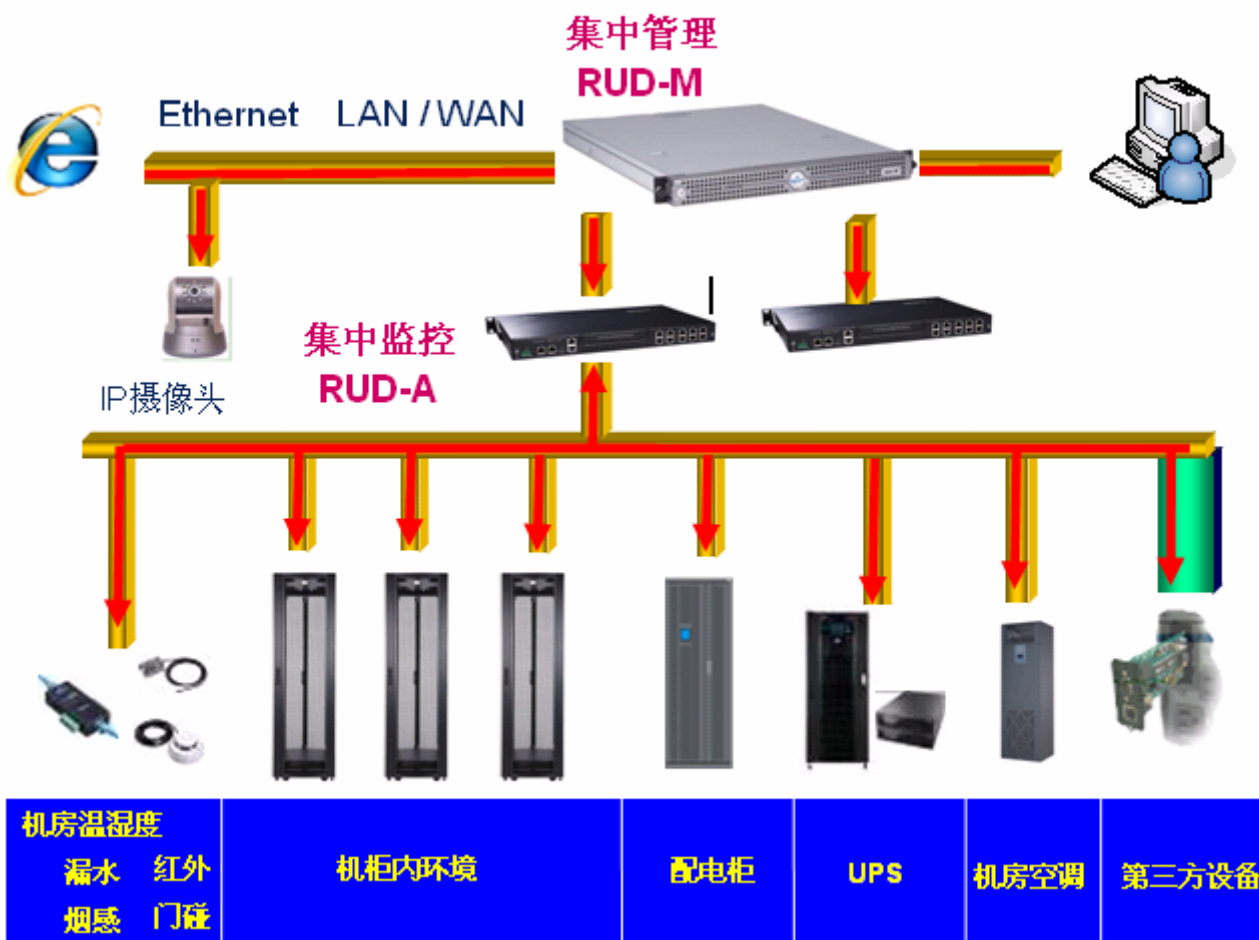 集中管理
RUD-M
Ethernet LAN / WAN
集中监控
RUD-A
IP摄像头
机房温湿度
漏水 红外
烟感 门碰
机柜内环境
配电柜
UPS
机房空调
第三方设备